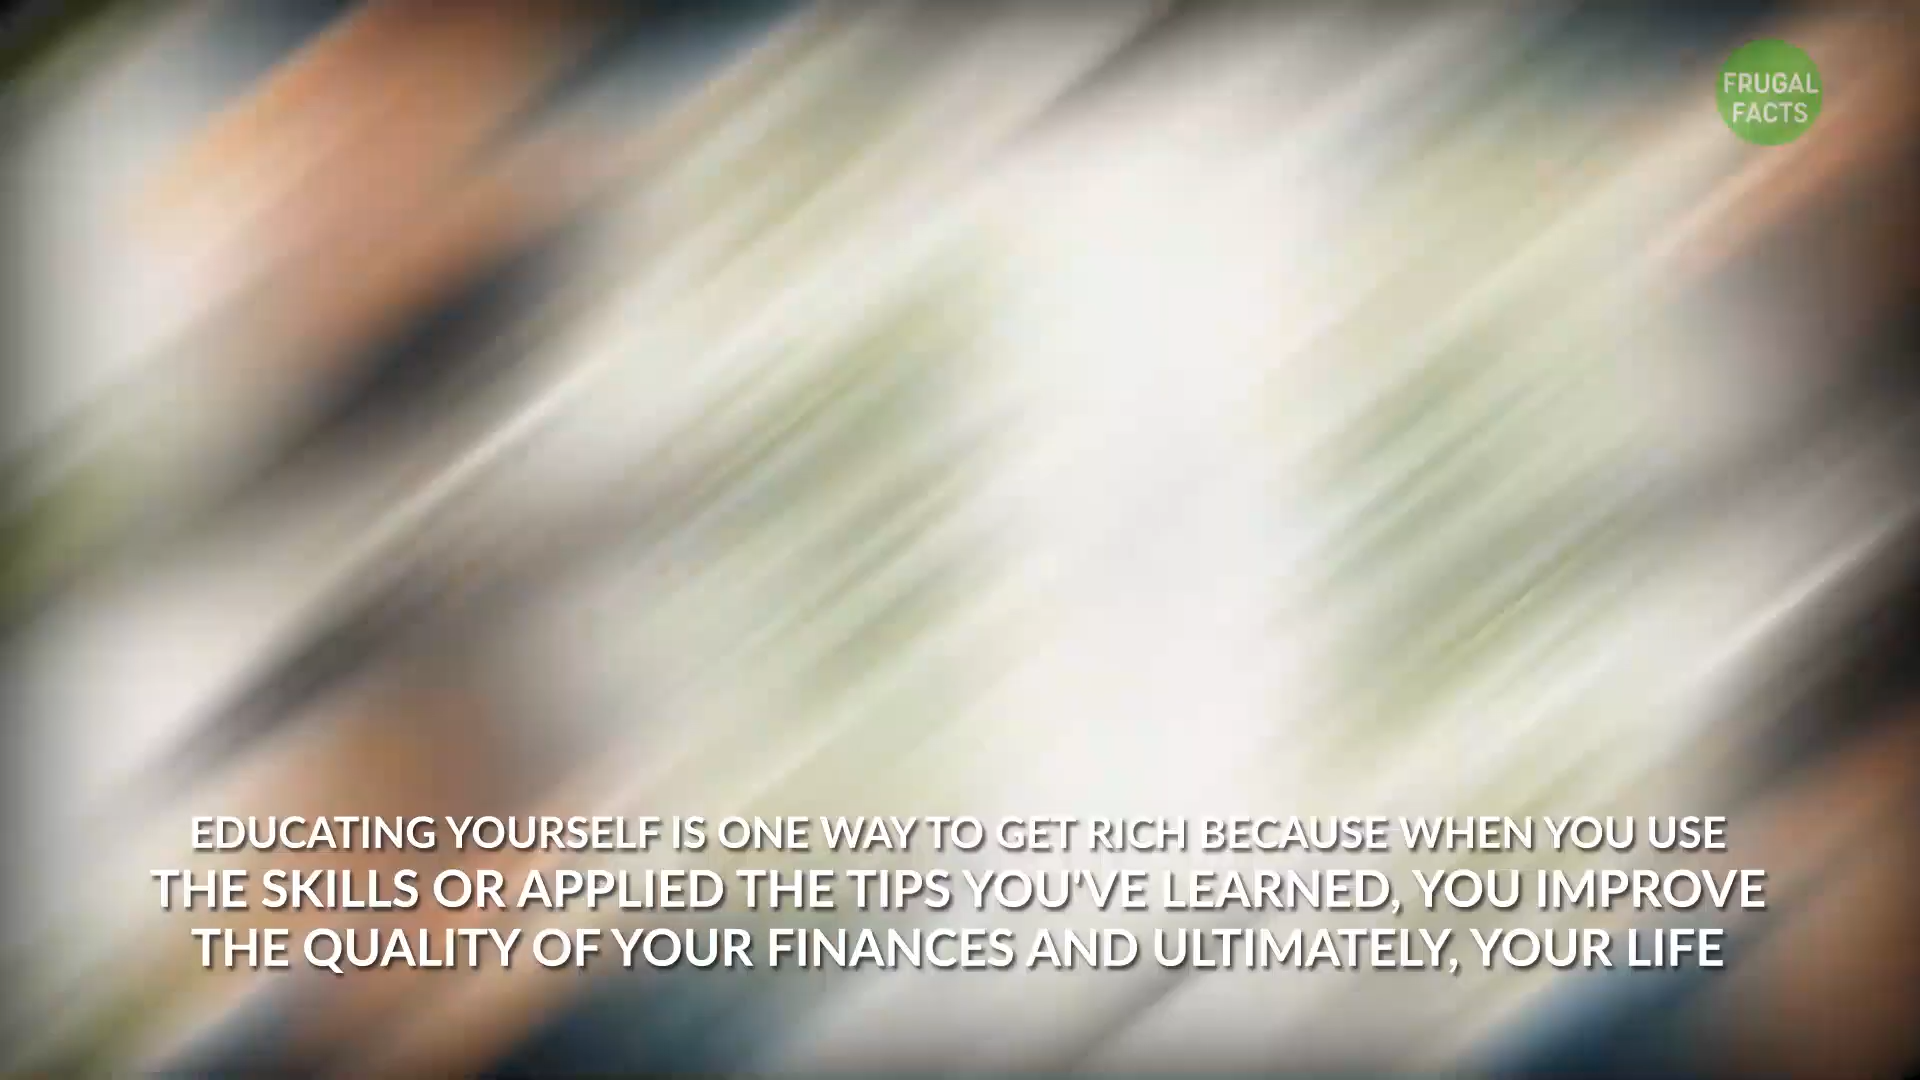 FRUGAL
FACTS
EDUCATING YOURSELF IS ONE WAY TO GET RICH BECAUSE WHEN YOU USE
THE SKILLS OR APPLIED THE TIPS YOU'VE LEARNED, YOU IMPROVE
THE QUALITY OF YOUR FINANCES AND ULTIMATELY, YOUR LIFE